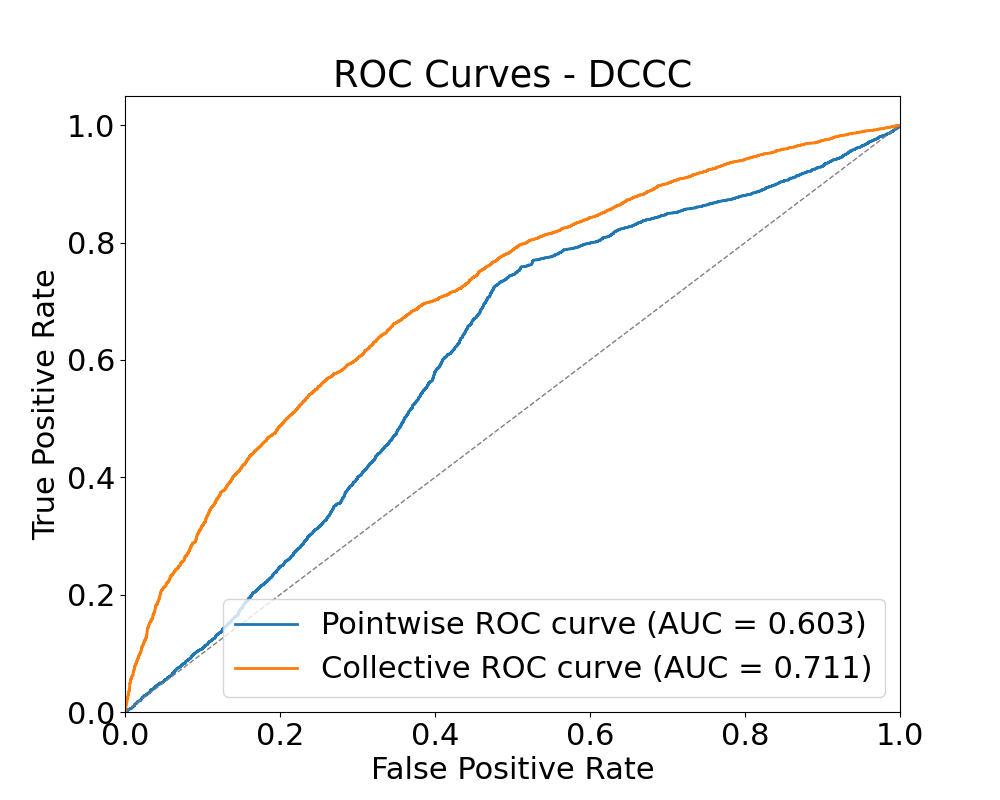 ROC Curves - DCCC
True Positive Rate
1.0
0.8
0.6
0.4
0.2
0.0
Pointwise ROC curve (AUC = 0.603)
Collective ROC curve (AUC = 0.711)
0.0 0.2 0.4 0.6 0.8 1.0
False Positive Rate